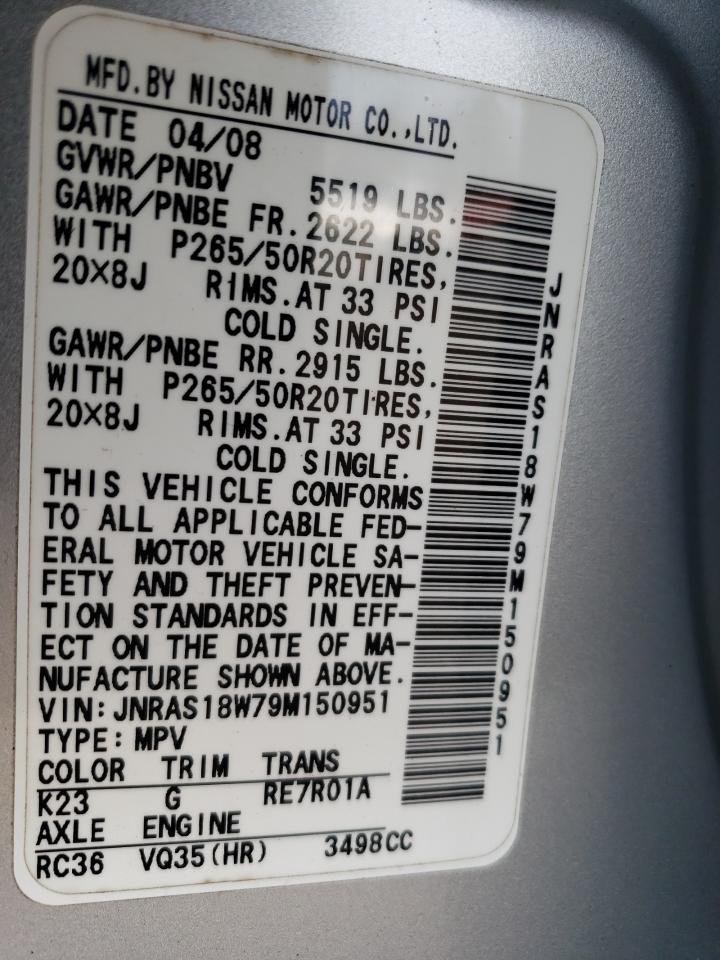 MFD.BY NISSAN MOTOR CO.,LTD.
DATE 04/08
GVWR/PNBV 5519 LBS.
GAWR/PNBE FR.2622 LBS.
WITH P265/50R20TIRES,
20×8J RIMS.AT 33 PSI
COLD SINGLE.
GAWR/PNBE RR.2915 LBS.
WITH P265/50R20TIRES,
20×8J RIMS.AT 33 PSI
COLD SINGLE.
THIS VEHICLE CONFORMS
TO ALL APPLICABLE FED-
ERAL MOTOR VEHICLE SA-
FETY AND THEFT PREVEN-
TION STANDARDS IN EFF-
ECT ON THE DATE OF MA-
NUFACTURE SHOWN ABOVE.
VIN:JNRAS18W79M150951
TYPE:MPV
COLOR TRIM TRANS
K23 G RE7R01A
AXLE ENGINE
RC36 VQ35(HR) 3498CC
JNRAS18W79M150951